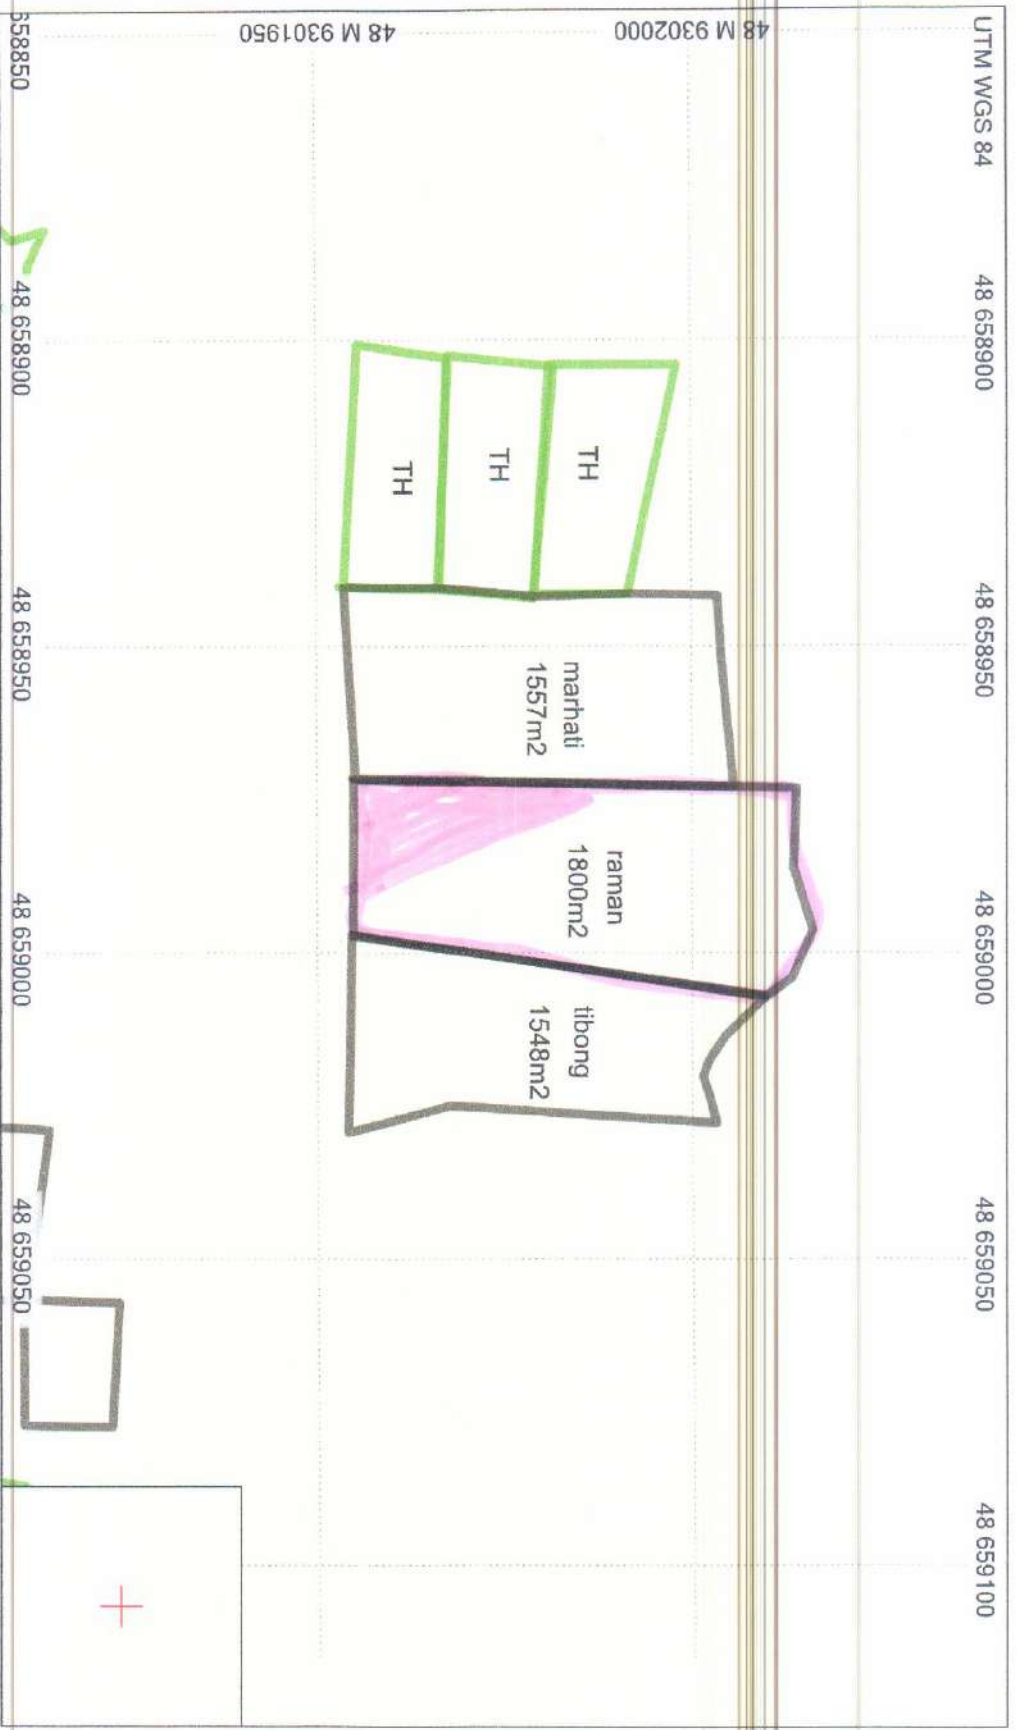 UTM WGS 84
48 658900
48 658950
48 659000
48 659050
48 659100
48 M 9302000
48 M 9301950
TH
TH
TH
marhati
1557m2
raman
1800m2
tibong
1548m2
658850
48 658900
48 658950
48 659000
48 659050